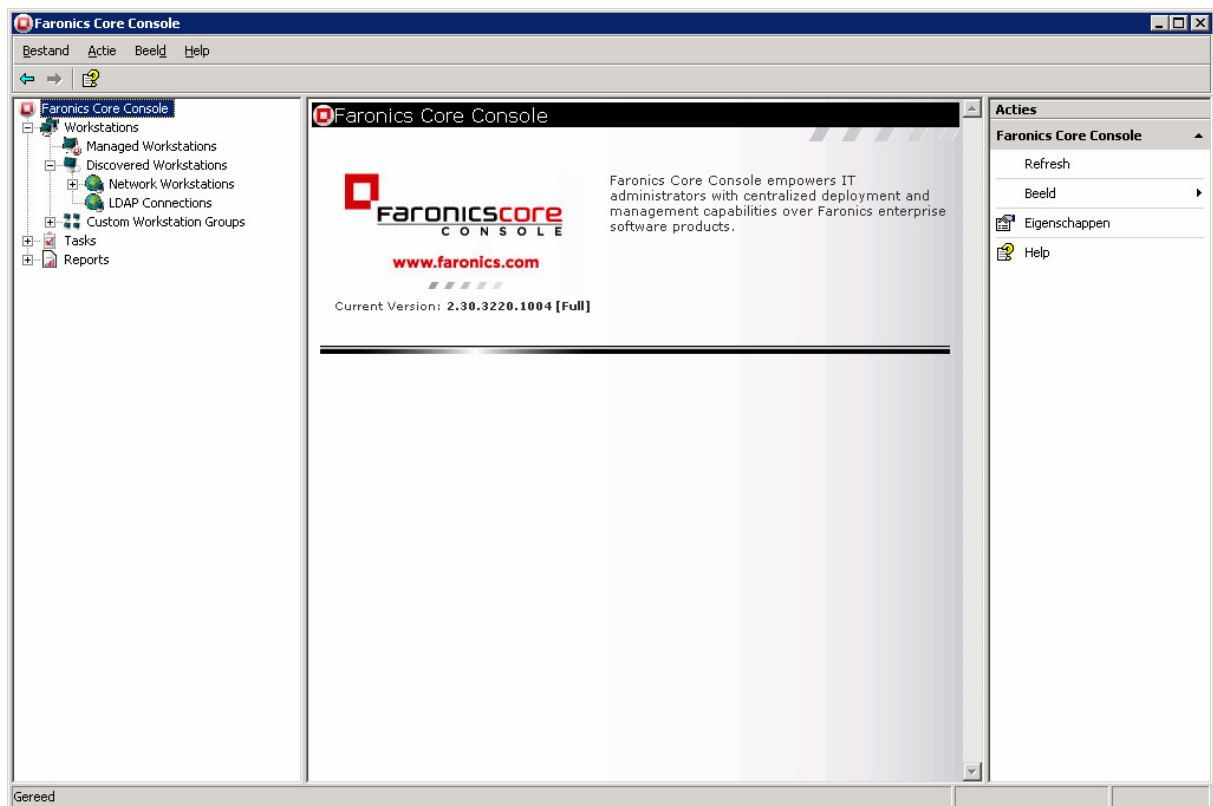 Faronics Core Console
Bestand Actie Beeld Help
Faronics Core Console
Workstations
Managed Workstations
Discovered Workstations
Network Workstations
LDAP Connections
Custom Workstation Groups
Tasks
Reports
Faronics Core Console
Faronicscore
CONSOLE
www.faronics.com
Current Version: 2.30.3220.1004 [Full]
Faronics Core Console empowers IT
administrators with centralized deployment and
management capabilities over Faronics enterprise
software products.
Acties
Faronics Core Console
Refresh
Beeld
Eigenschappen
Help
Gereed